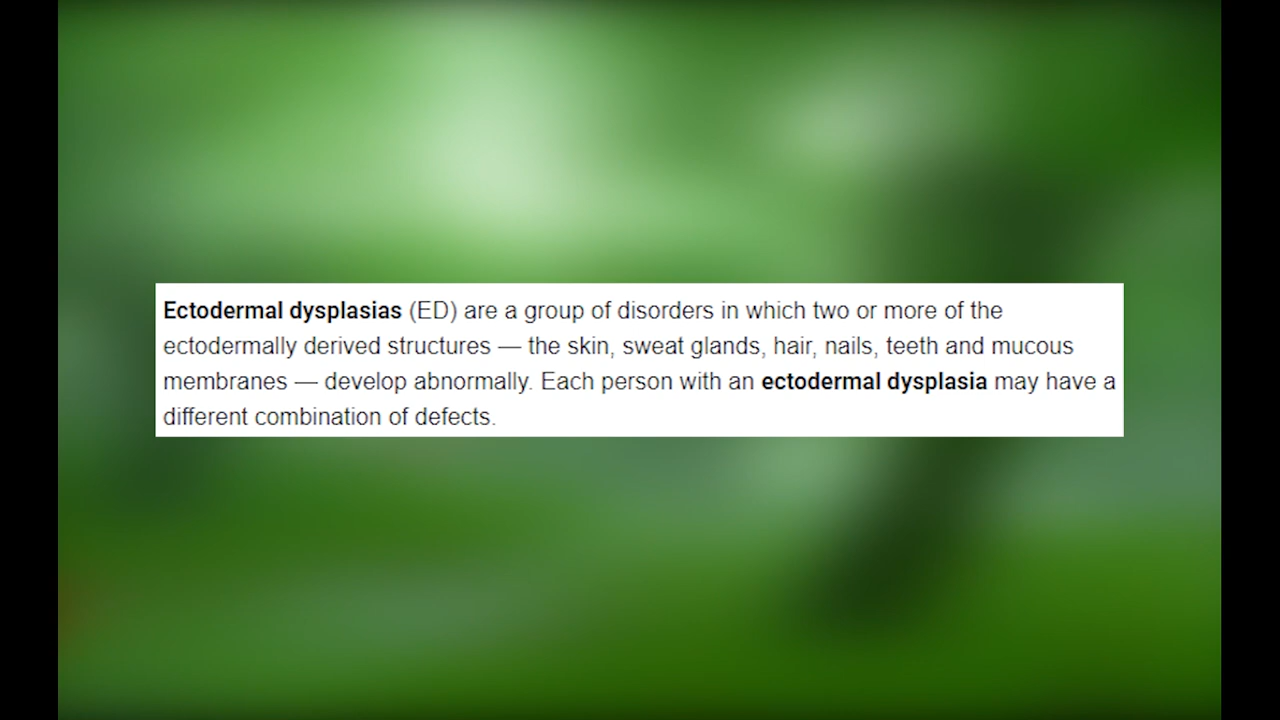 Ectodermal dysplasias (ED) are a group of disorders in which two or more of the
ectodermally derived structures — the skin, sweat glands, hair, nails, teeth and mucous
membranes — develop abnormally. Each person with an ectodermal dysplasia may have a
different combination of defects.